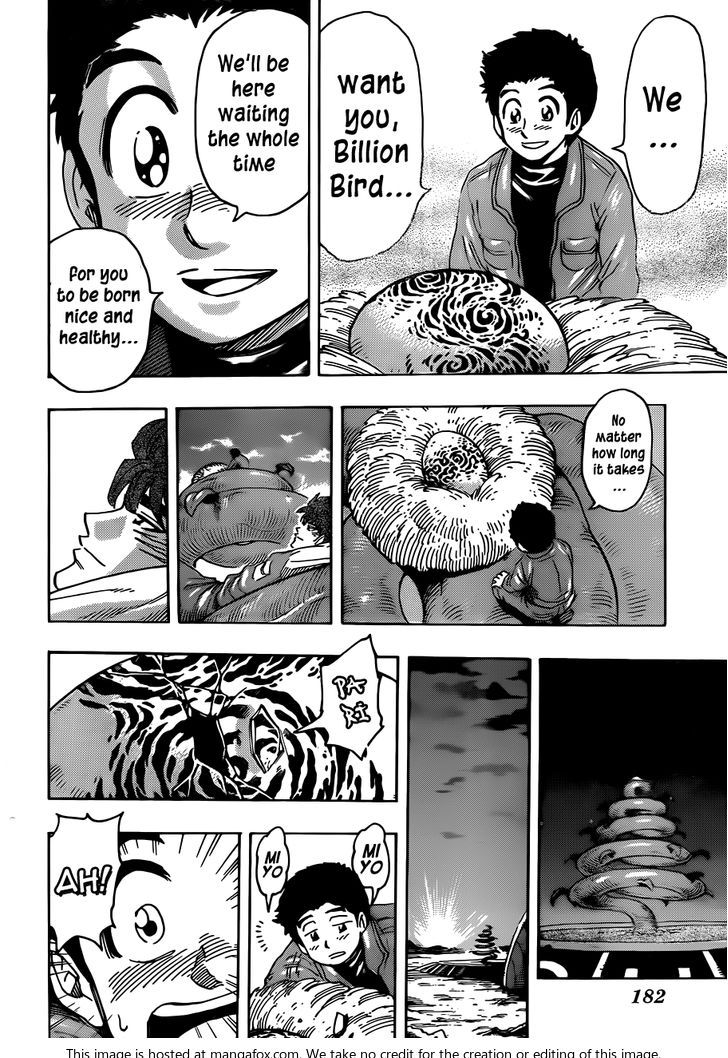 We
...
want
you,
Billion
Bird...
We'll be
here
waiting
the whole
time
for you
to be born
nice and
healthy...
No
matter
how long
it takes
...
PA
RI
MI
YO
MI
YO
AH!
182
This image is hosted at mangafox.com. We take no credit for the creation or editing of this image.